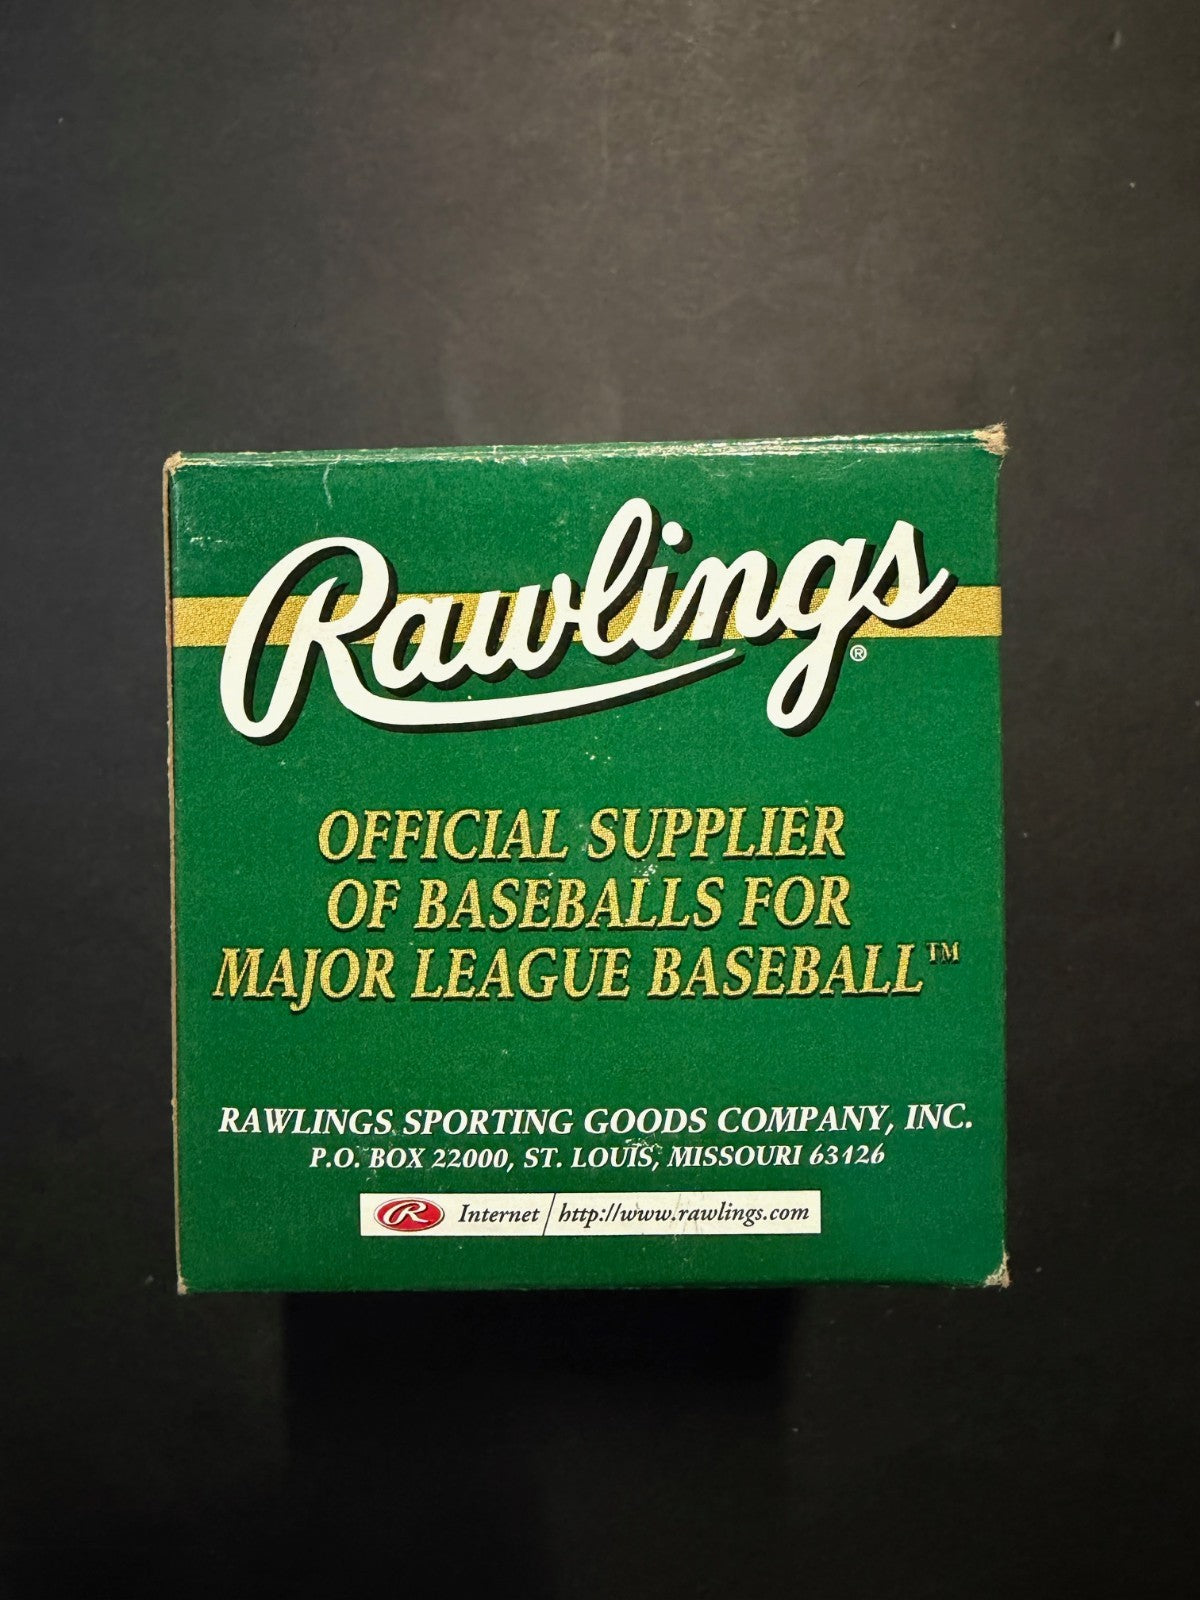 Rawlings®
OFFICIAL SUPPLIER
OF BASEBALLS FOR
MAJOR LEAGUE BASEBALL™
RAWLINGS SPORTING GOODS COMPANY, INC.
P.O. BOX 22000, ST. LOUIS, MISSOURI 63126
R Internet / http://www.rawlings.com